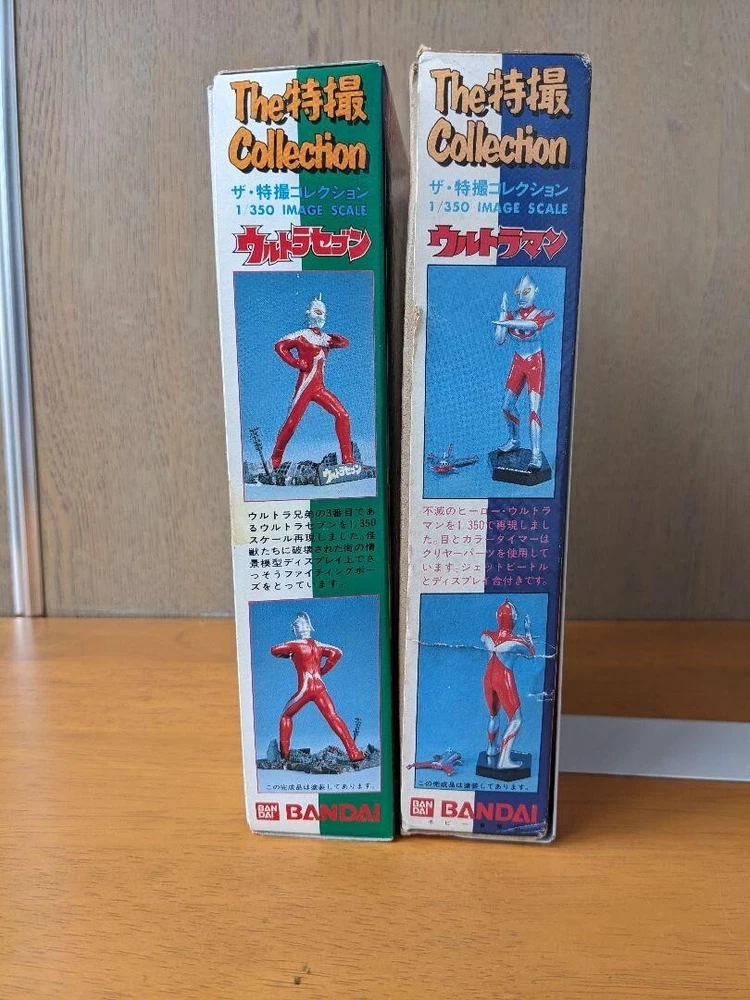 The特撮
Collection
ザ・特撮コレクション
1/350 IMAGE SCALE
ウルトラセブン
ウルトラセブン
ウルトラ兄弟の3番目であ
るウルトラセブンを1/350
スケール再現しました。怪
獣たちに破壊された街の情
景模型ディスプレイ上でさ
っそうファイティングポー
ズをとっています。
この完成品は塗装してあります。
BAN
DAI
BANDAI
The特撮
Collection
ザ・特撮コレクション
1/350 IMAGE SCALE
ウルトラマン
不滅のヒーロー・ウルトラ
マンを1/350で再現しまし
た。目とカラータイマーは
クリヤーパーツを使用して
います。ジェットビートル
とディスプレイ台付きです。
この完成品は塗装してあります。
BAN
DAI
BANDAI